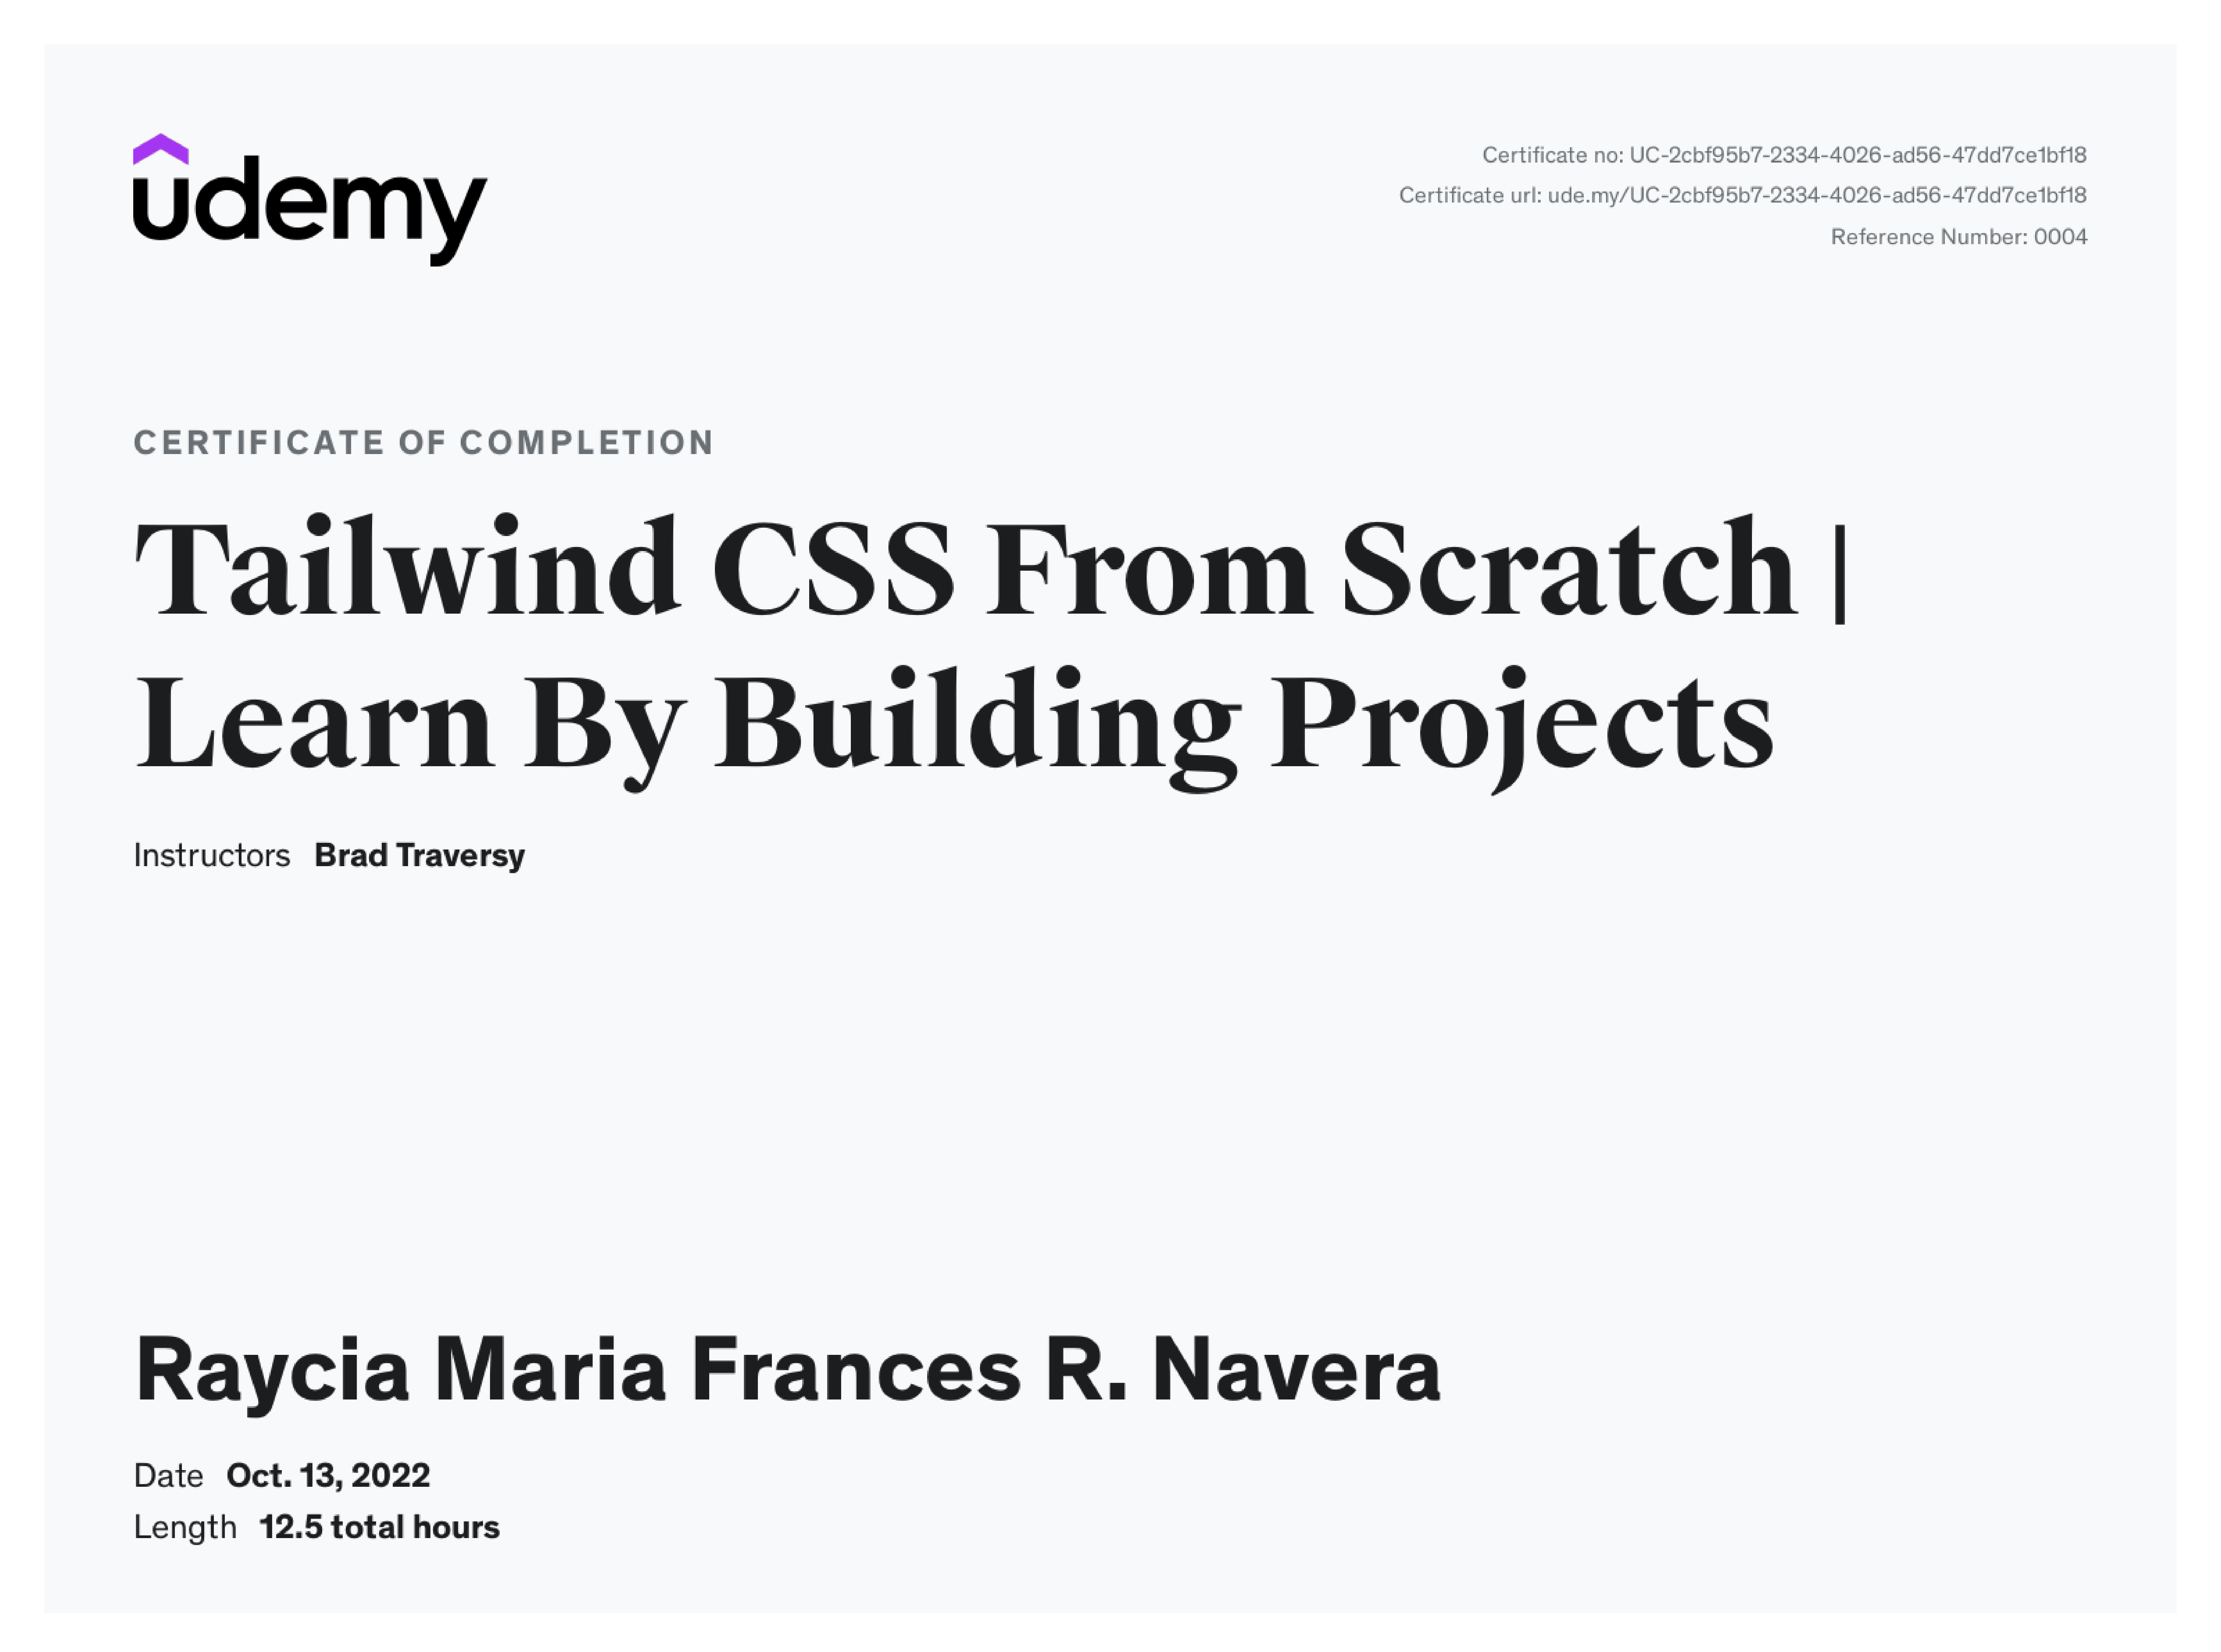 udemy
Certificate no: UC-2cbf95b7-2334-4026-ad56-47dd7ce1bf18
Certificate url: ude.my/UC-2cbf95b7-2334-4026-ad56-47dd7ce1bf18
Reference Number: 0004
CERTIFICATE OF COMPLETION
Tailwind CSS From Scratch |
Learn By Building Projects
Instructors Brad Traversy
Raycia Maria Frances R. Navera
Date Oct. 13, 2022
Length 12.5 total hours